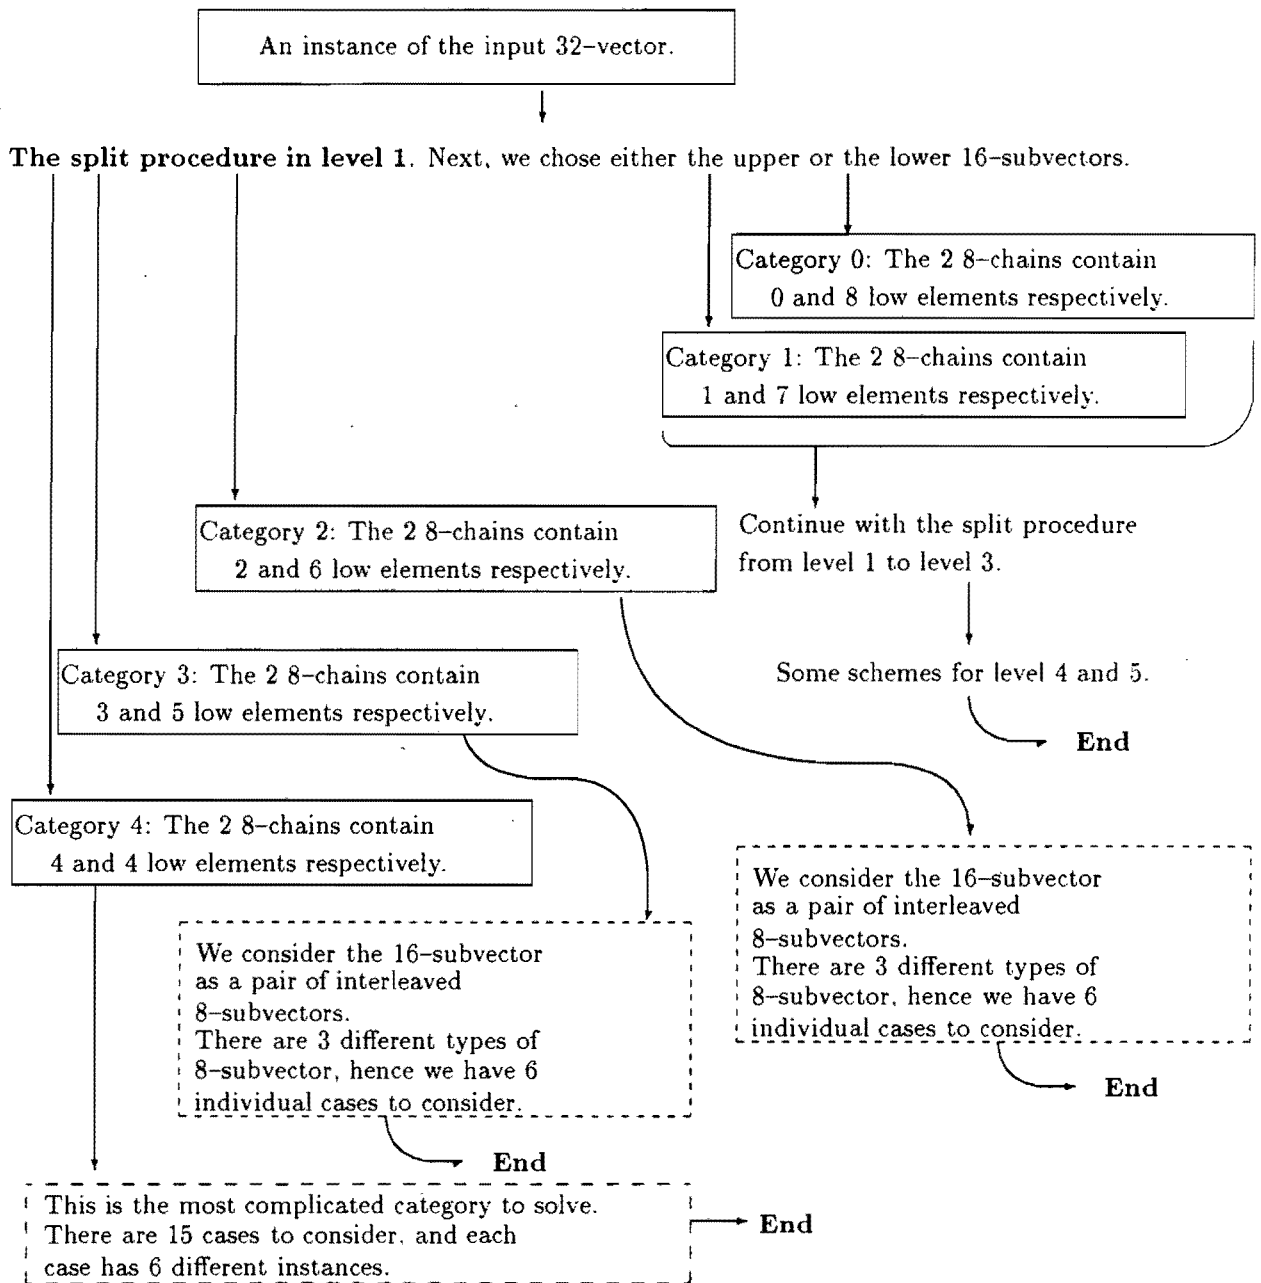 An instance of the input 32–vector.
The split procedure in level 1. Next, we chose either the upper or the lower 16–subvectors.
Category 0: The 2 8–chains contain
0 and 8 low elements respectively.
Category 1: The 2 8–chains contain
1 and 7 low elements respectively.
Category 2: The 2 8–chains contain
2 and 6 low elements respectively.
Continue with the split procedure
from level 1 to level 3.
Category 3: The 2 8–chains contain
3 and 5 low elements respectively.
Some schemes for level 4 and 5.
End
Category 4: The 2 8–chains contain
4 and 4 low elements respectively.
We consider the 16–subvector
as a pair of interleaved
8–subvectors.
There are 3 different types of
8–subvector, hence we have 6
individual cases to consider.
End
We consider the 16–subvector
as a pair of interleaved
8–subvectors.
There are 3 different types of
8–subvector, hence we have 6
individual cases to consider.
End
This is the most complicated category to solve.
There are 15 cases to consider, and each
case has 6 different instances.
End